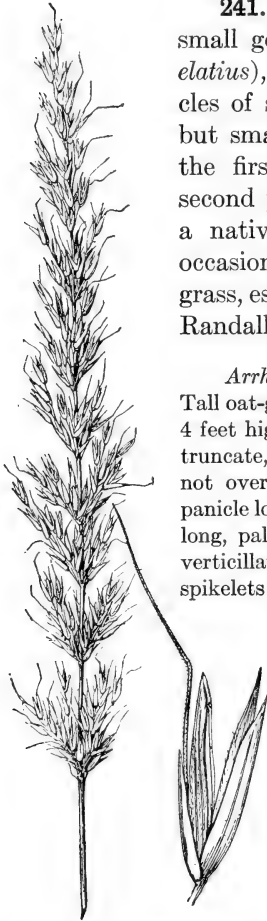 241.
small ge
elatius),
cles of s
but sma
the firs
second
a nativ
occasion
grass, es
Randall
Arrh
Tall oat-g
4 feet hig
truncate,
not over
panicle lo
long, pal
verticilla
spikelets